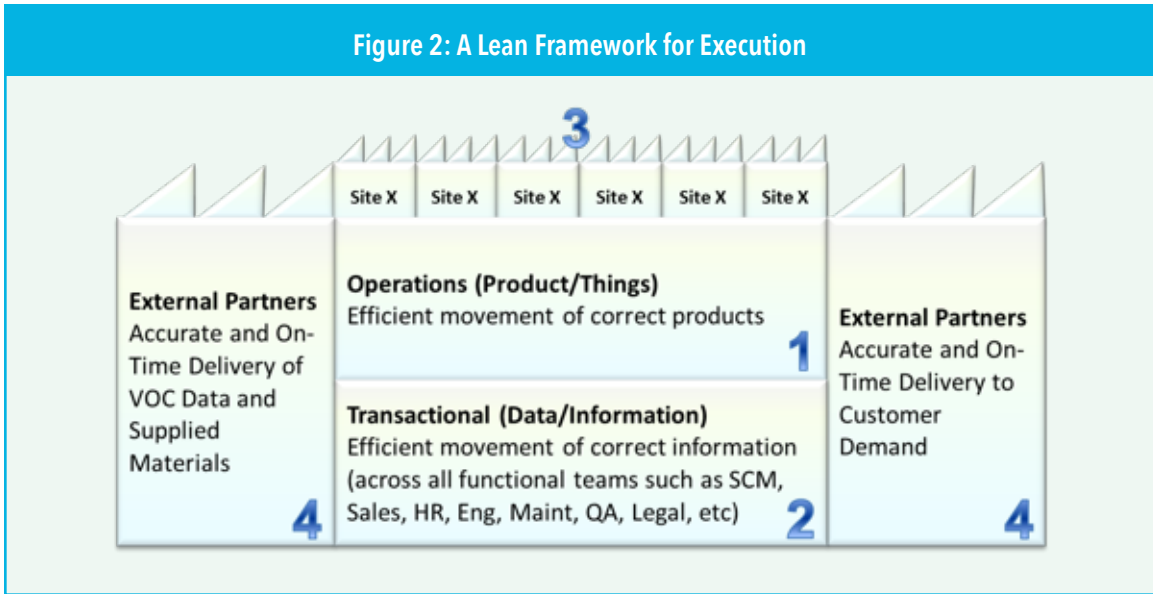 Figure 2: A Lean Framework for Execution
3
Site X
Site X
Site X
Site X
Site X
Site X
External Partners
Accurate and On-
Time Delivery of
VOC Data and
Supplied
Materials
4
Operations (Product/Things)
Efficient movement of correct products
1
Transactional (Data/Information)
Efficient movement of correct information
(across all functional teams such as SCM,
Sales, HR, Eng, Maint, QA, Legal, etc)
2
External Partners
Accurate and On-
Time Delivery to
Customer
Demand
4